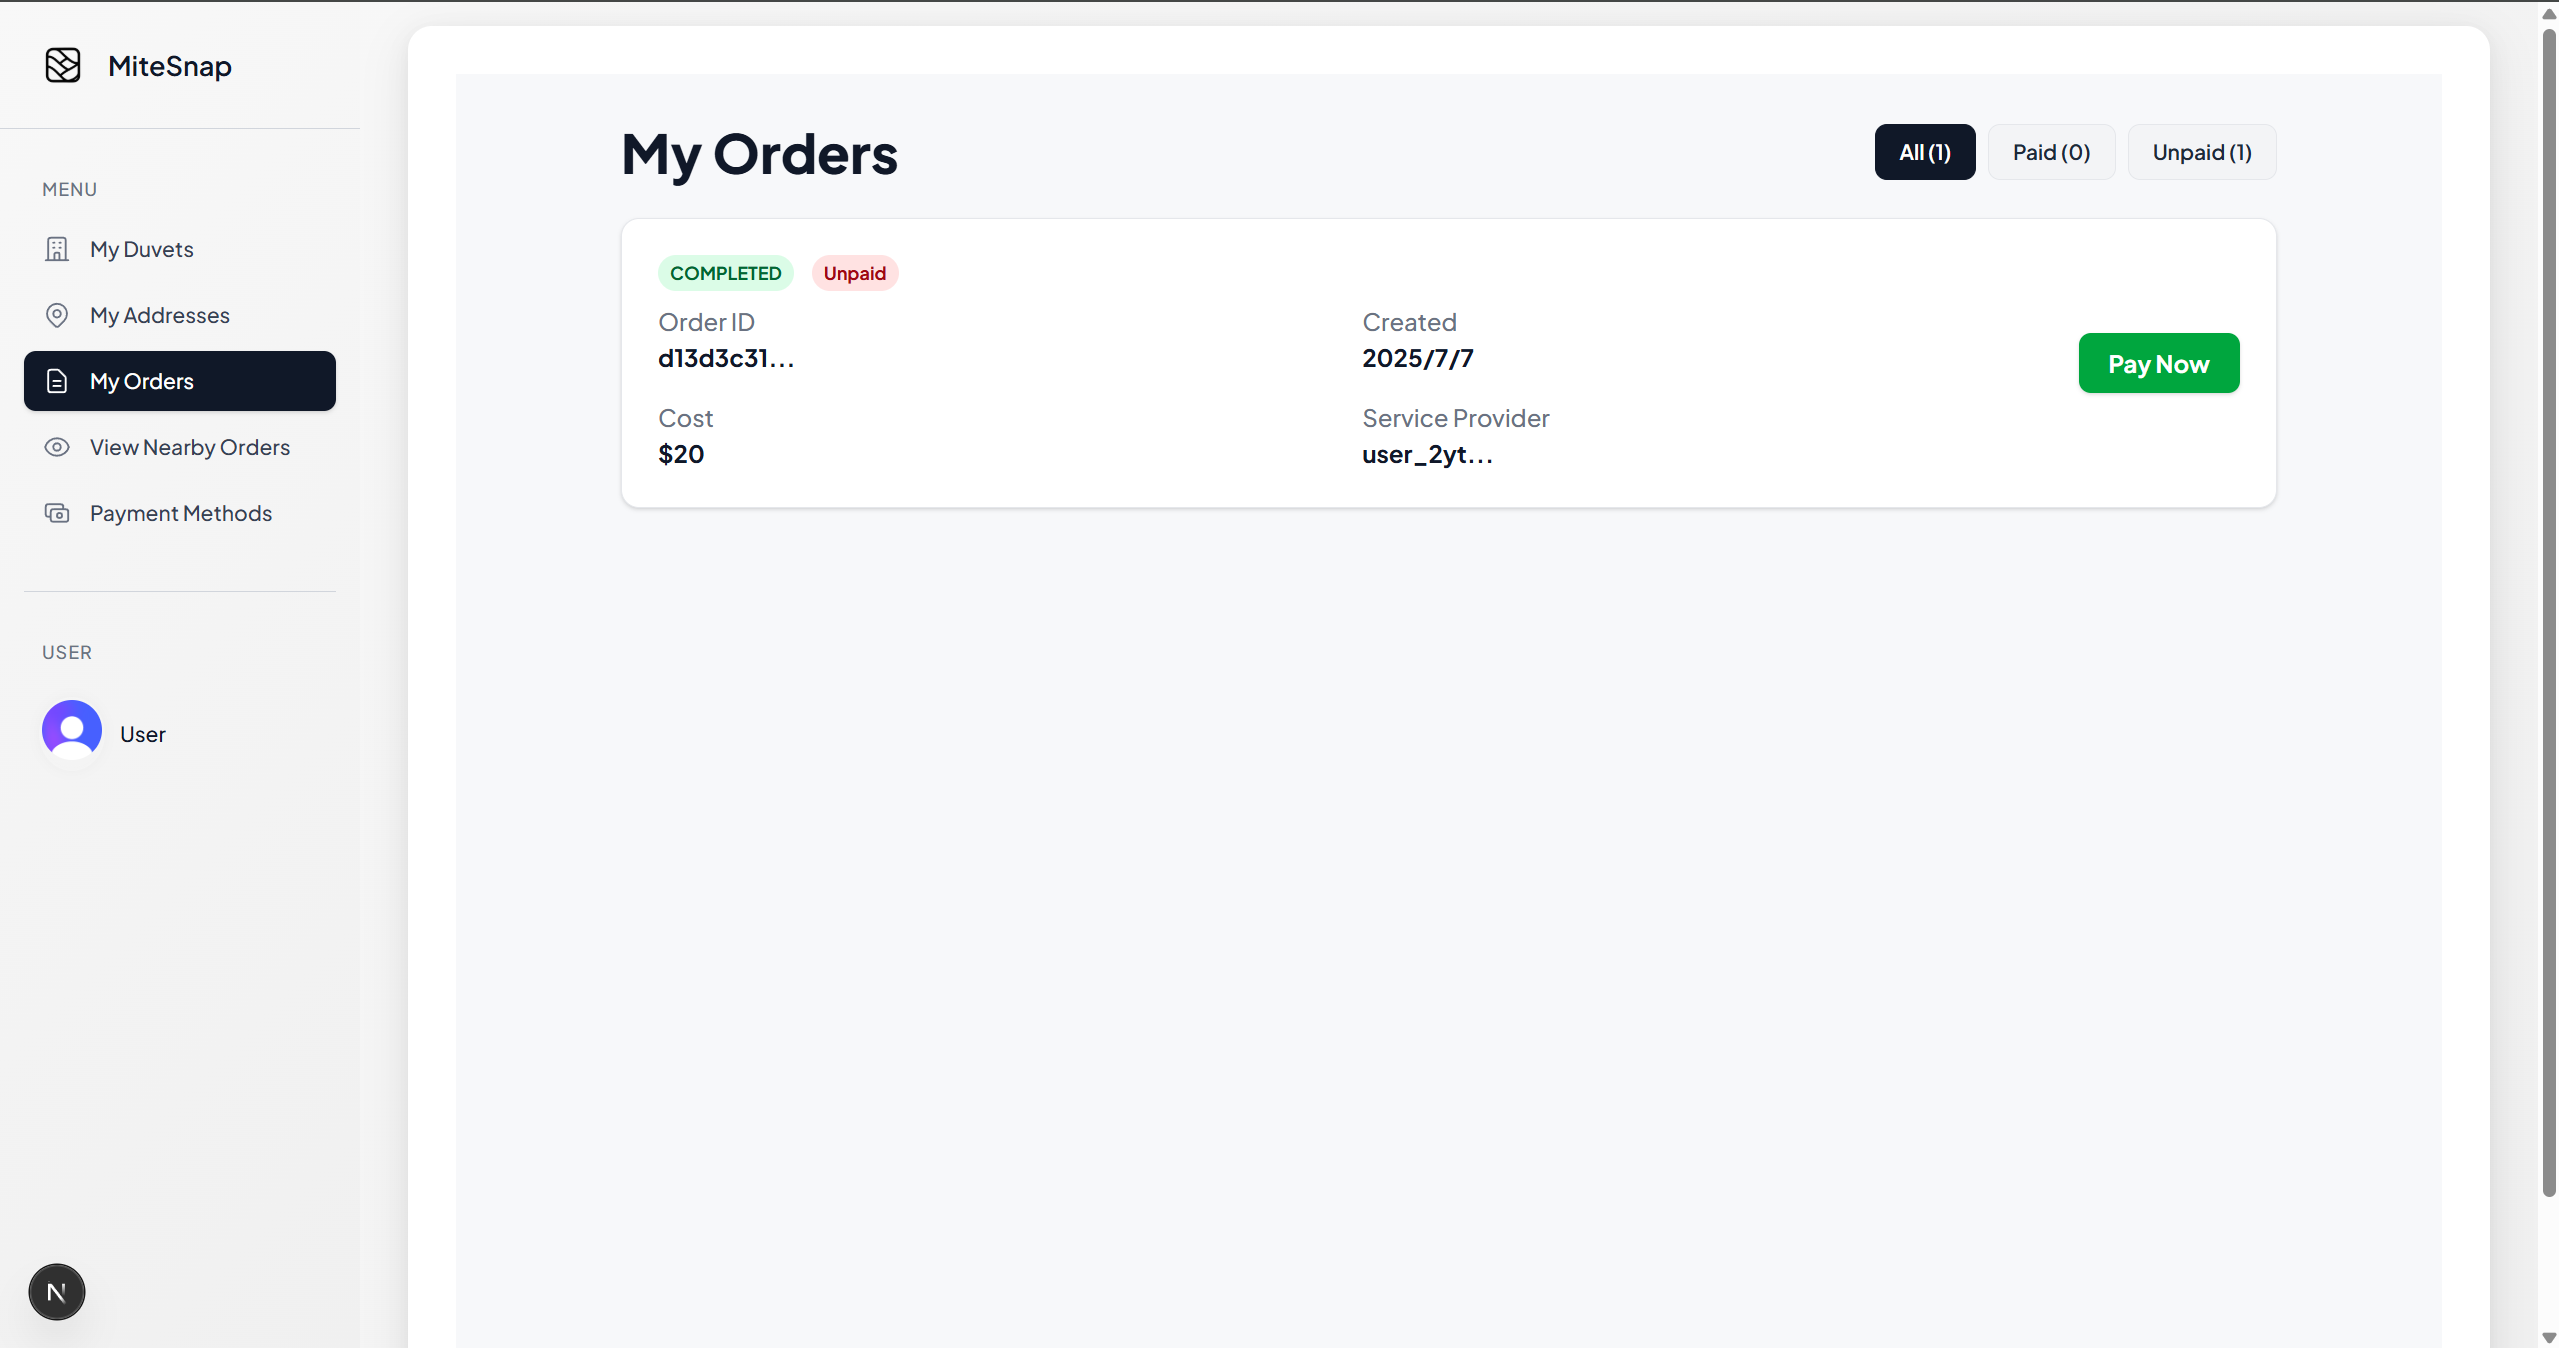 MiteSnap
MENU
My Duvets
My Addresses
My Orders
View Nearby Orders
Payment Methods
USER
User
N
My Orders
All (1)
Paid (0)
Unpaid (1)
COMPLETED
Unpaid
Order ID
d13d3c31...
Created
2025/7/7
Cost
$20
Service Provider
user_2yt...
Pay Now